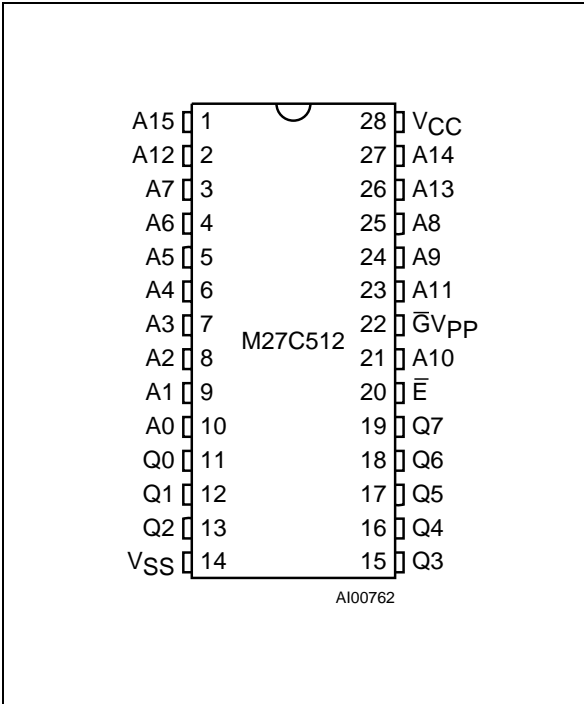 A15 1 28 VCC
A12 2 27 A14
A7 3 26 A13
A6 4 25 A8
A5 5 24 A9
A4 6 23 A11
A3 7 22 G̅VPP
M27C512
A2 8 21 A10
A1 9 20 E̅
A0 10 19 Q7
Q0 11 18 Q6
Q1 12 17 Q5
Q2 13 16 Q4
VSS 14 15 Q3
AI00762